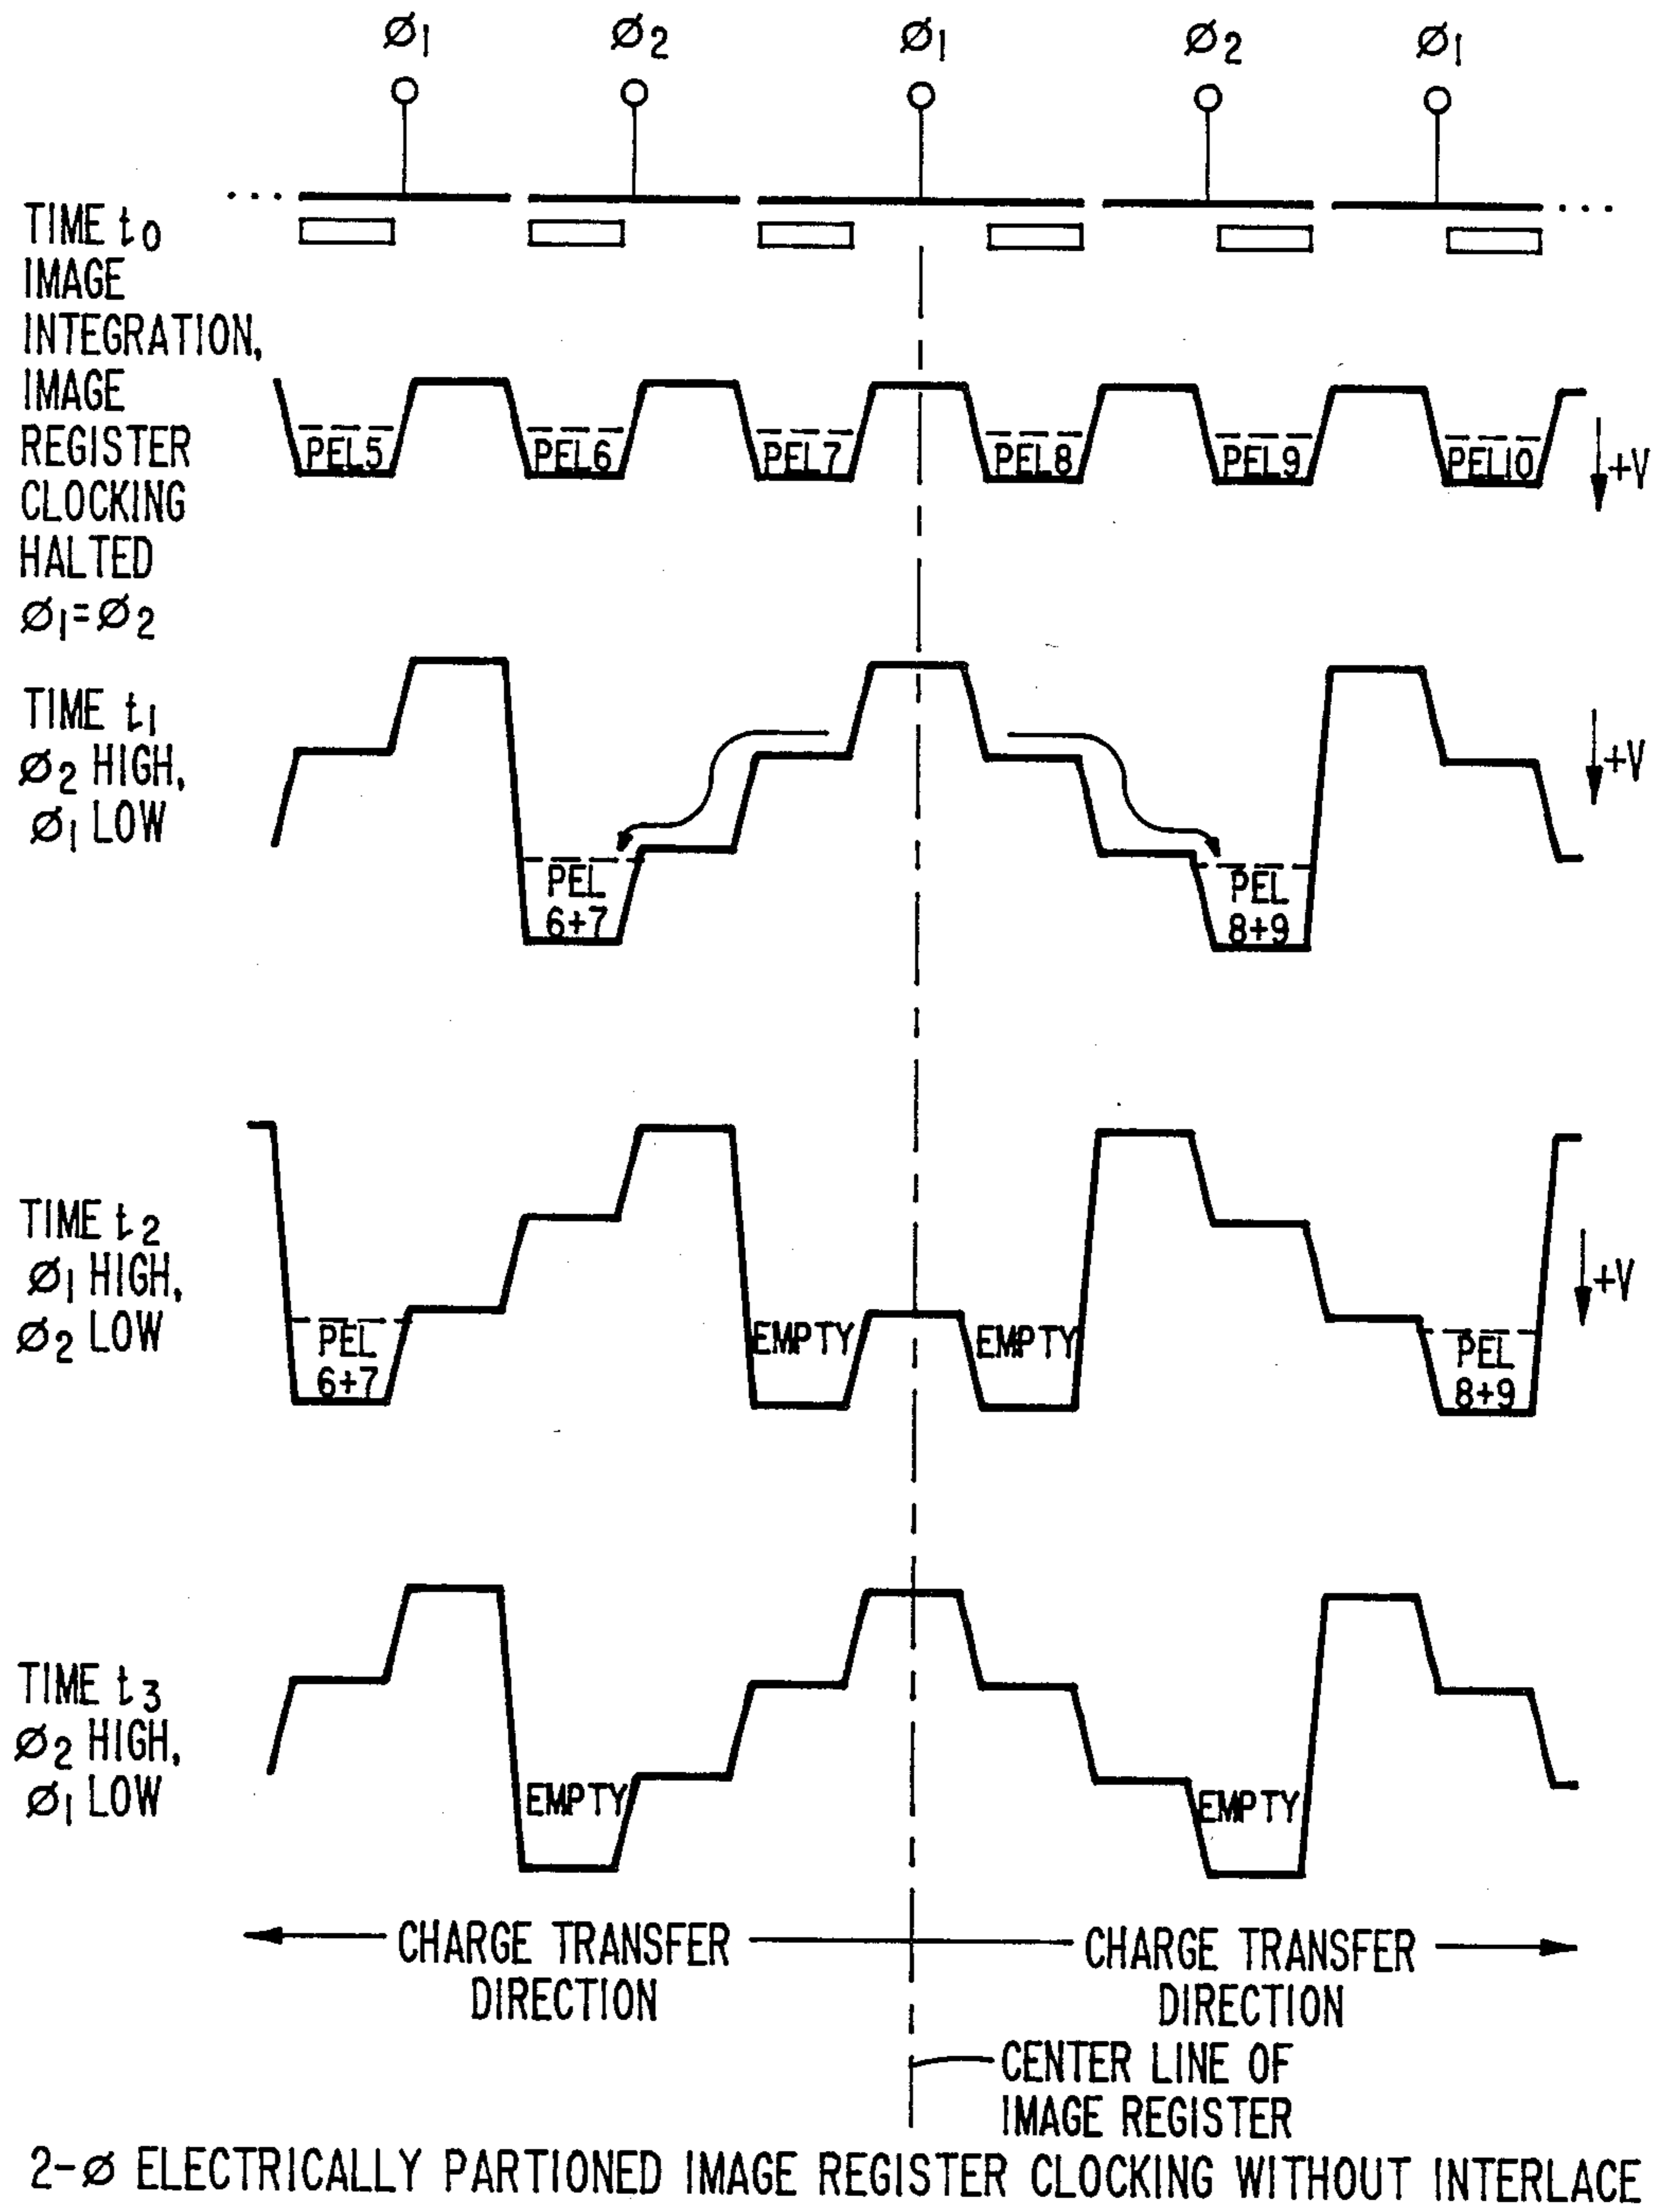 Ø1 Ø2 Ø1 Ø2 Ø1
... ...
TIME t0
IMAGE
INTEGRATION,
IMAGE
REGISTER
CLOCKING
HALTED
Ø1=Ø2
PEL5 PEL6 PEL7 PEL8 PEL9 PEL10
+V
TIME t1
Ø2 HIGH,
Ø1 LOW
PEL
6+7
PEL
8+9
+V
TIME t2
Ø1 HIGH,
Ø2 LOW
PEL
6+7
EMPTY EMPTY
PEL
8+9
+V
TIME t3
Ø2 HIGH,
Ø1 LOW
EMPTY EMPTY
CHARGE TRANSFER
DIRECTION
CHARGE TRANSFER
DIRECTION
CENTER LINE OF
IMAGE REGISTER
2-Ø ELECTRICALLY PARTIONED IMAGE REGISTER CLOCKING WITHOUT INTERLACE